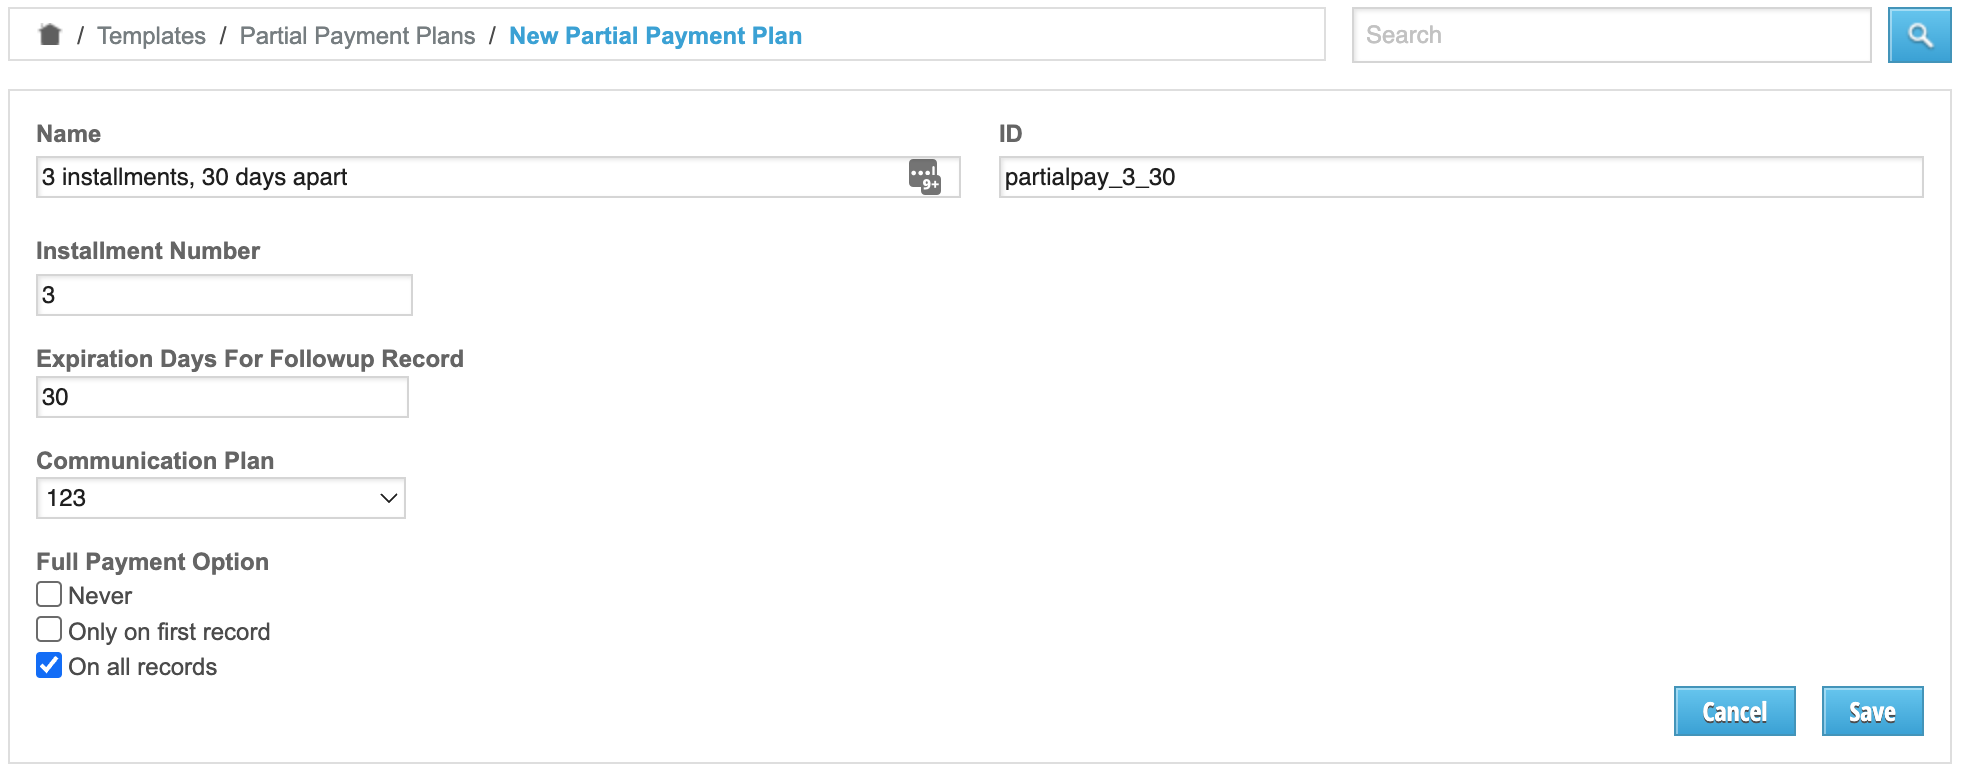 / Templates / Partial Payment Plans / New Partial Payment Plan
Search
Name
3 installments, 30 days apart
9+
ID
partialpay_3_30
Installment Number
3
Expiration Days For Followup Record
30
Communication Plan
123
Full Payment Option
Never
Only on first record
On all records
Cancel
Save